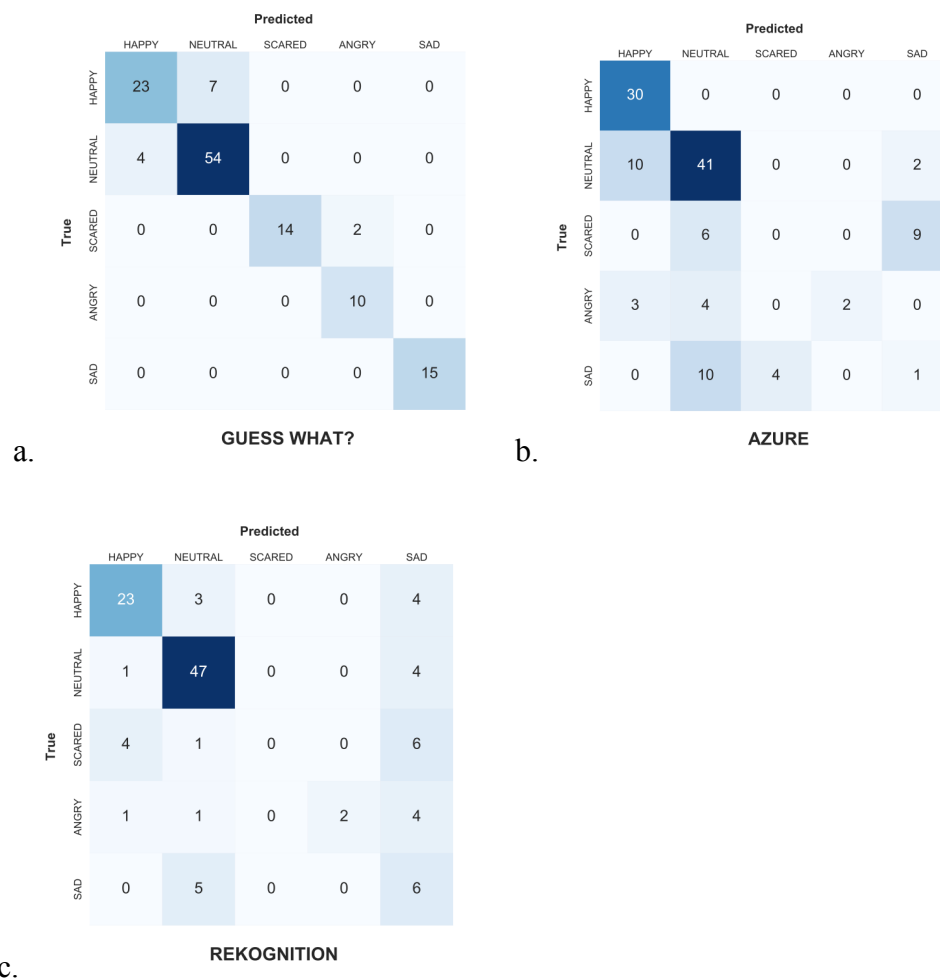 Predicted
HAPPY NEUTRAL SCARED ANGRY SAD
True
HAPPY 23 7 0 0 0
NEUTRAL 4 54 0 0 0
SCARED 0 0 14 2 0
ANGRY 0 0 0 10 0
SAD 0 0 0 0 15
a. GUESS WHAT?
Predicted
HAPPY NEUTRAL SCARED ANGRY SAD
True
HAPPY 30 0 0 0 0
NEUTRAL 10 41 0 0 2
SCARED 0 6 0 0 9
ANGRY 3 4 0 2 0
SAD 0 10 4 0 1
b. AZURE
Predicted
HAPPY NEUTRAL SCARED ANGRY SAD
True
HAPPY 23 3 0 0 4
NEUTRAL 1 47 0 0 4
SCARED 4 1 0 0 6
ANGRY 1 1 0 2 4
SAD 0 5 0 0 6
c. REKOGNITION